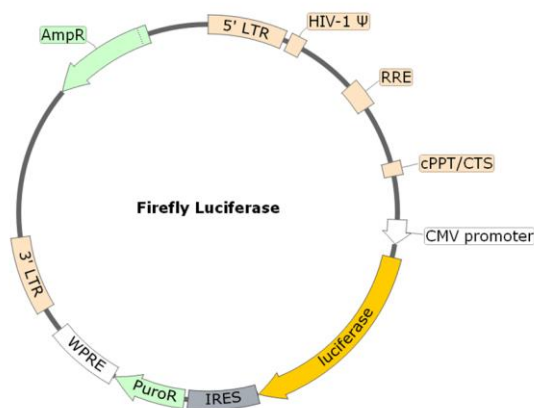 AmpR
5' LTR
HIV-1 Ψ
RRE
cPPT/CTS
Firefly Luciferase
CMV promoter
luciferase
IRES
PuroR
WPRE
3' LTR